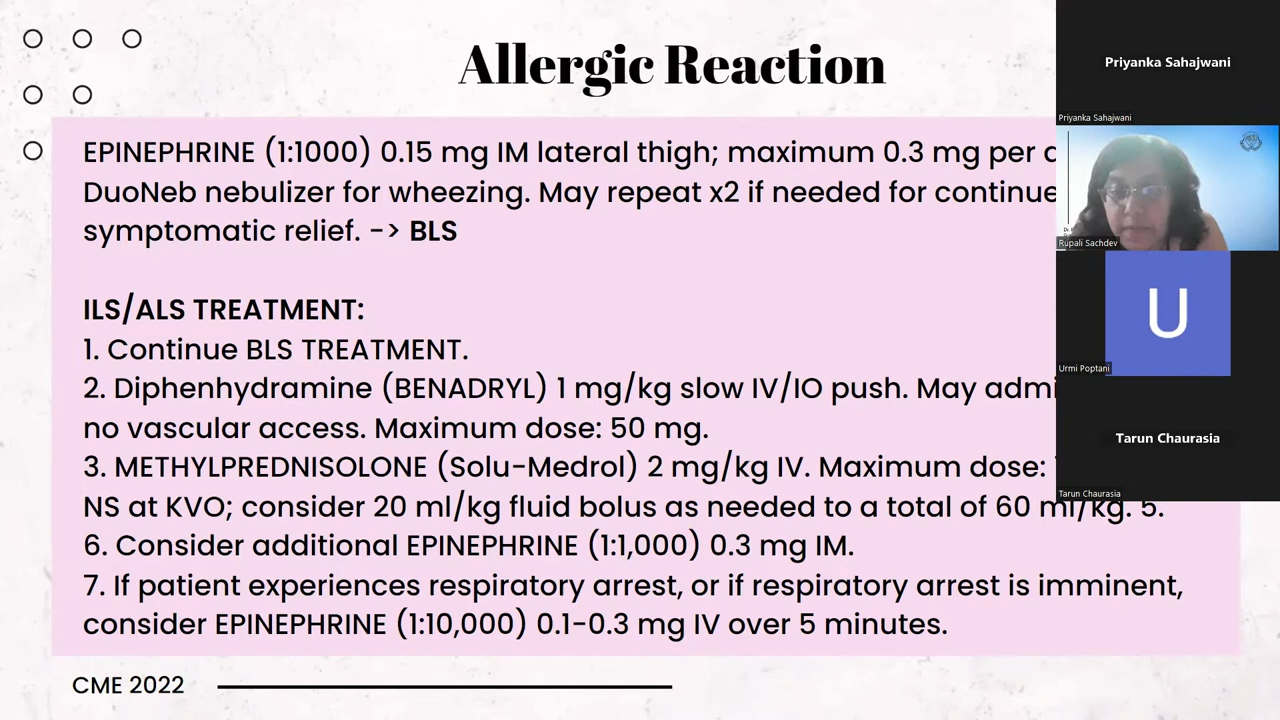 Allergic Reaction
EPINEPHRINE (1:1000) 0.15 mg IM lateral thigh; maximum 0.3 mg per
DuoNeb nebulizer for wheezing. May repeat x2 if needed for continue
symptomatic relief. -> BLS
ILS/ALS TREATMENT:
1. Continue BLS TREATMENT.
2. Diphenhydramine (BENADRYL) 1 mg/kg slow IV/IO push. May admi
no vascular access. Maximum dose: 50 mg.
3. METHYLPREDNISOLONE (Solu-Medrol) 2 mg/kg IV. Maximum dose:
NS at KVO; consider 20 ml/kg fluid bolus as needed to a total of 60 ml/kg. 5.
6. Consider additional EPINEPHRINE (1:1,000) 0.3 mg IM.
7. If patient experiences respiratory arrest, or if respiratory arrest is imminent,
consider EPINEPHRINE (1:10,000) 0.1-0.3 mg IV over 5 minutes.
CME 2022
Priyanka Sahajwani
Priyanka Sahajwani
Rupali Sachdev
U
Urmi Poptani
Tarun Chaurasia
Tarun Chaurasia